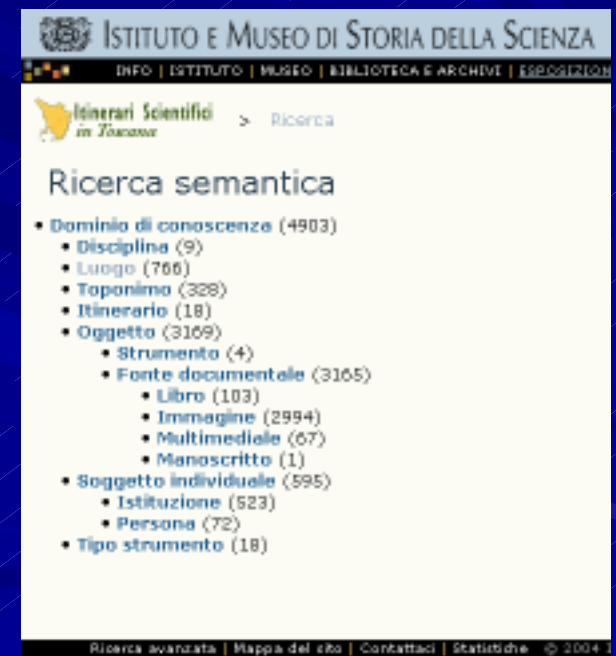 ISTITUTO E MUSEO DI STORIA DELLA SCIENZA
INFO | ISTITUTO | MUSEO | BIBLIOTECA E ARCHIVI | ESPOSIZION
Itinerari Scientifici
in Toscana
> Ricerca
Ricerca semantica
• Dominio di conoscenza (4903)
• Disciplina (9)
• Luogo (766)
• Toponimo (328)
• Itinerario (18)
• Oggetto (3169)
• Strumento (4)
• Fonte documentale (3165)
• Libro (103)
• Immagine (2994)
• Multimediale (67)
• Manoscritto (1)
• Soggetto individuale (595)
• Istituzione (523)
• Persona (72)
• Tipo strumento (18)
Ricerca avanzata | Mappa del sito | Contattaci | Statistiche © 2004